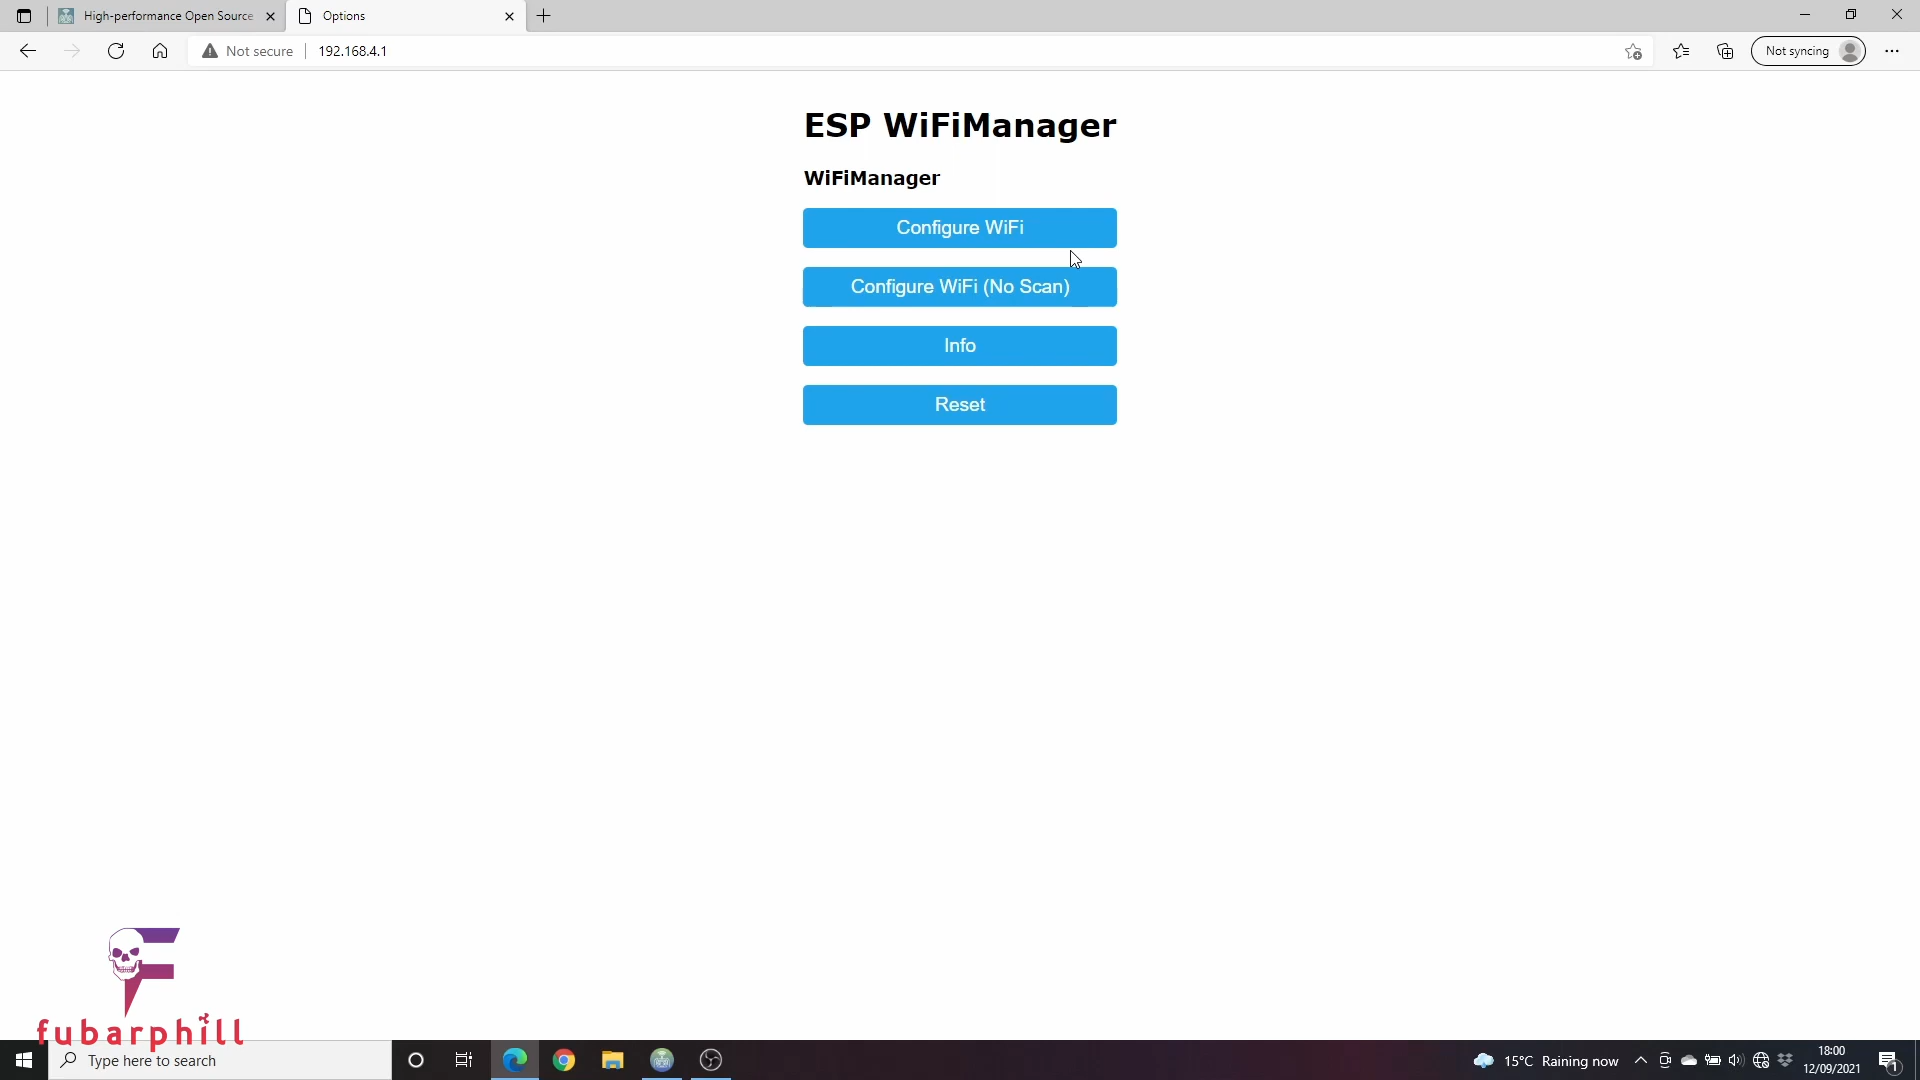 High-performance Open Source
Options
Not secure
192.168.4.1
Not syncing
ESP WiFiManager
WiFiManager
Configure WiFi
Configure WiFi (No Scan)
Info
Reset
fubarphill
Type here to search
15°C Raining now
18:00
12/09/2021
1